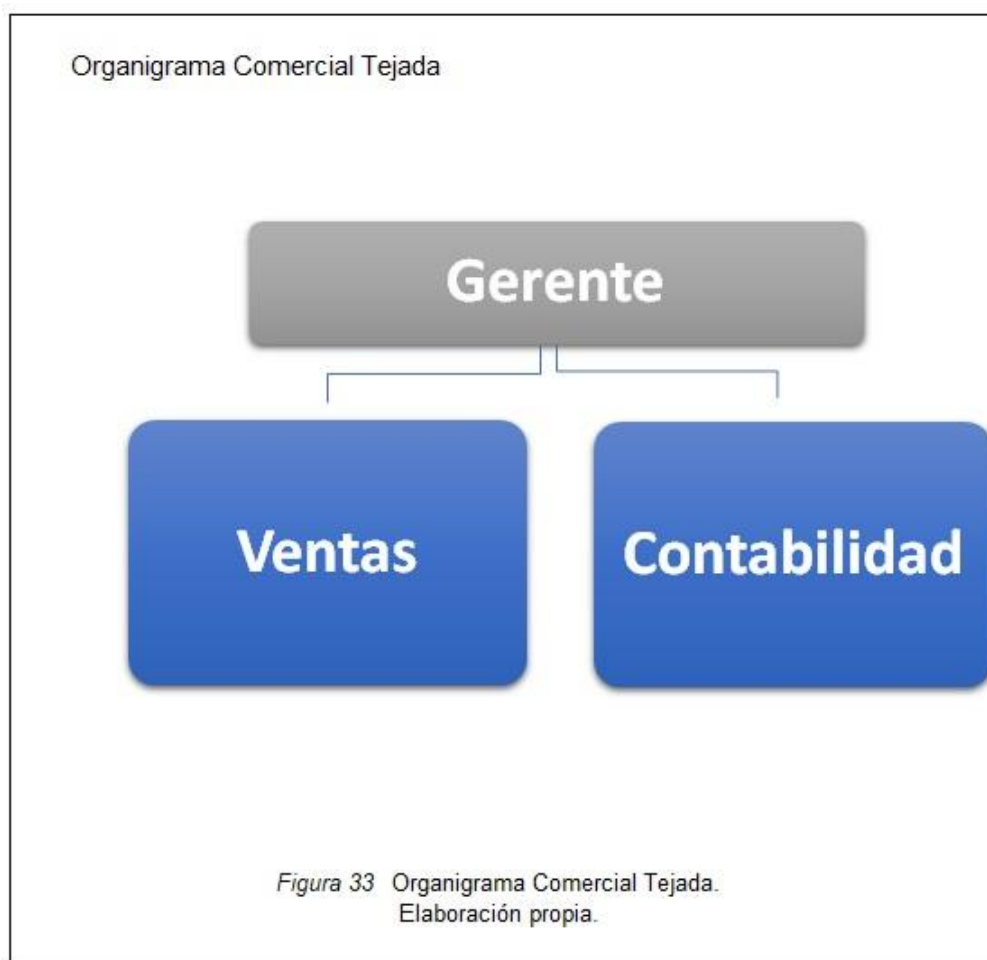 Organigrama Comercial Tejada
Gerente
Ventas
Contabilidad
Figura 33 Organigrama Comercial Tejada.
Elaboración propia.